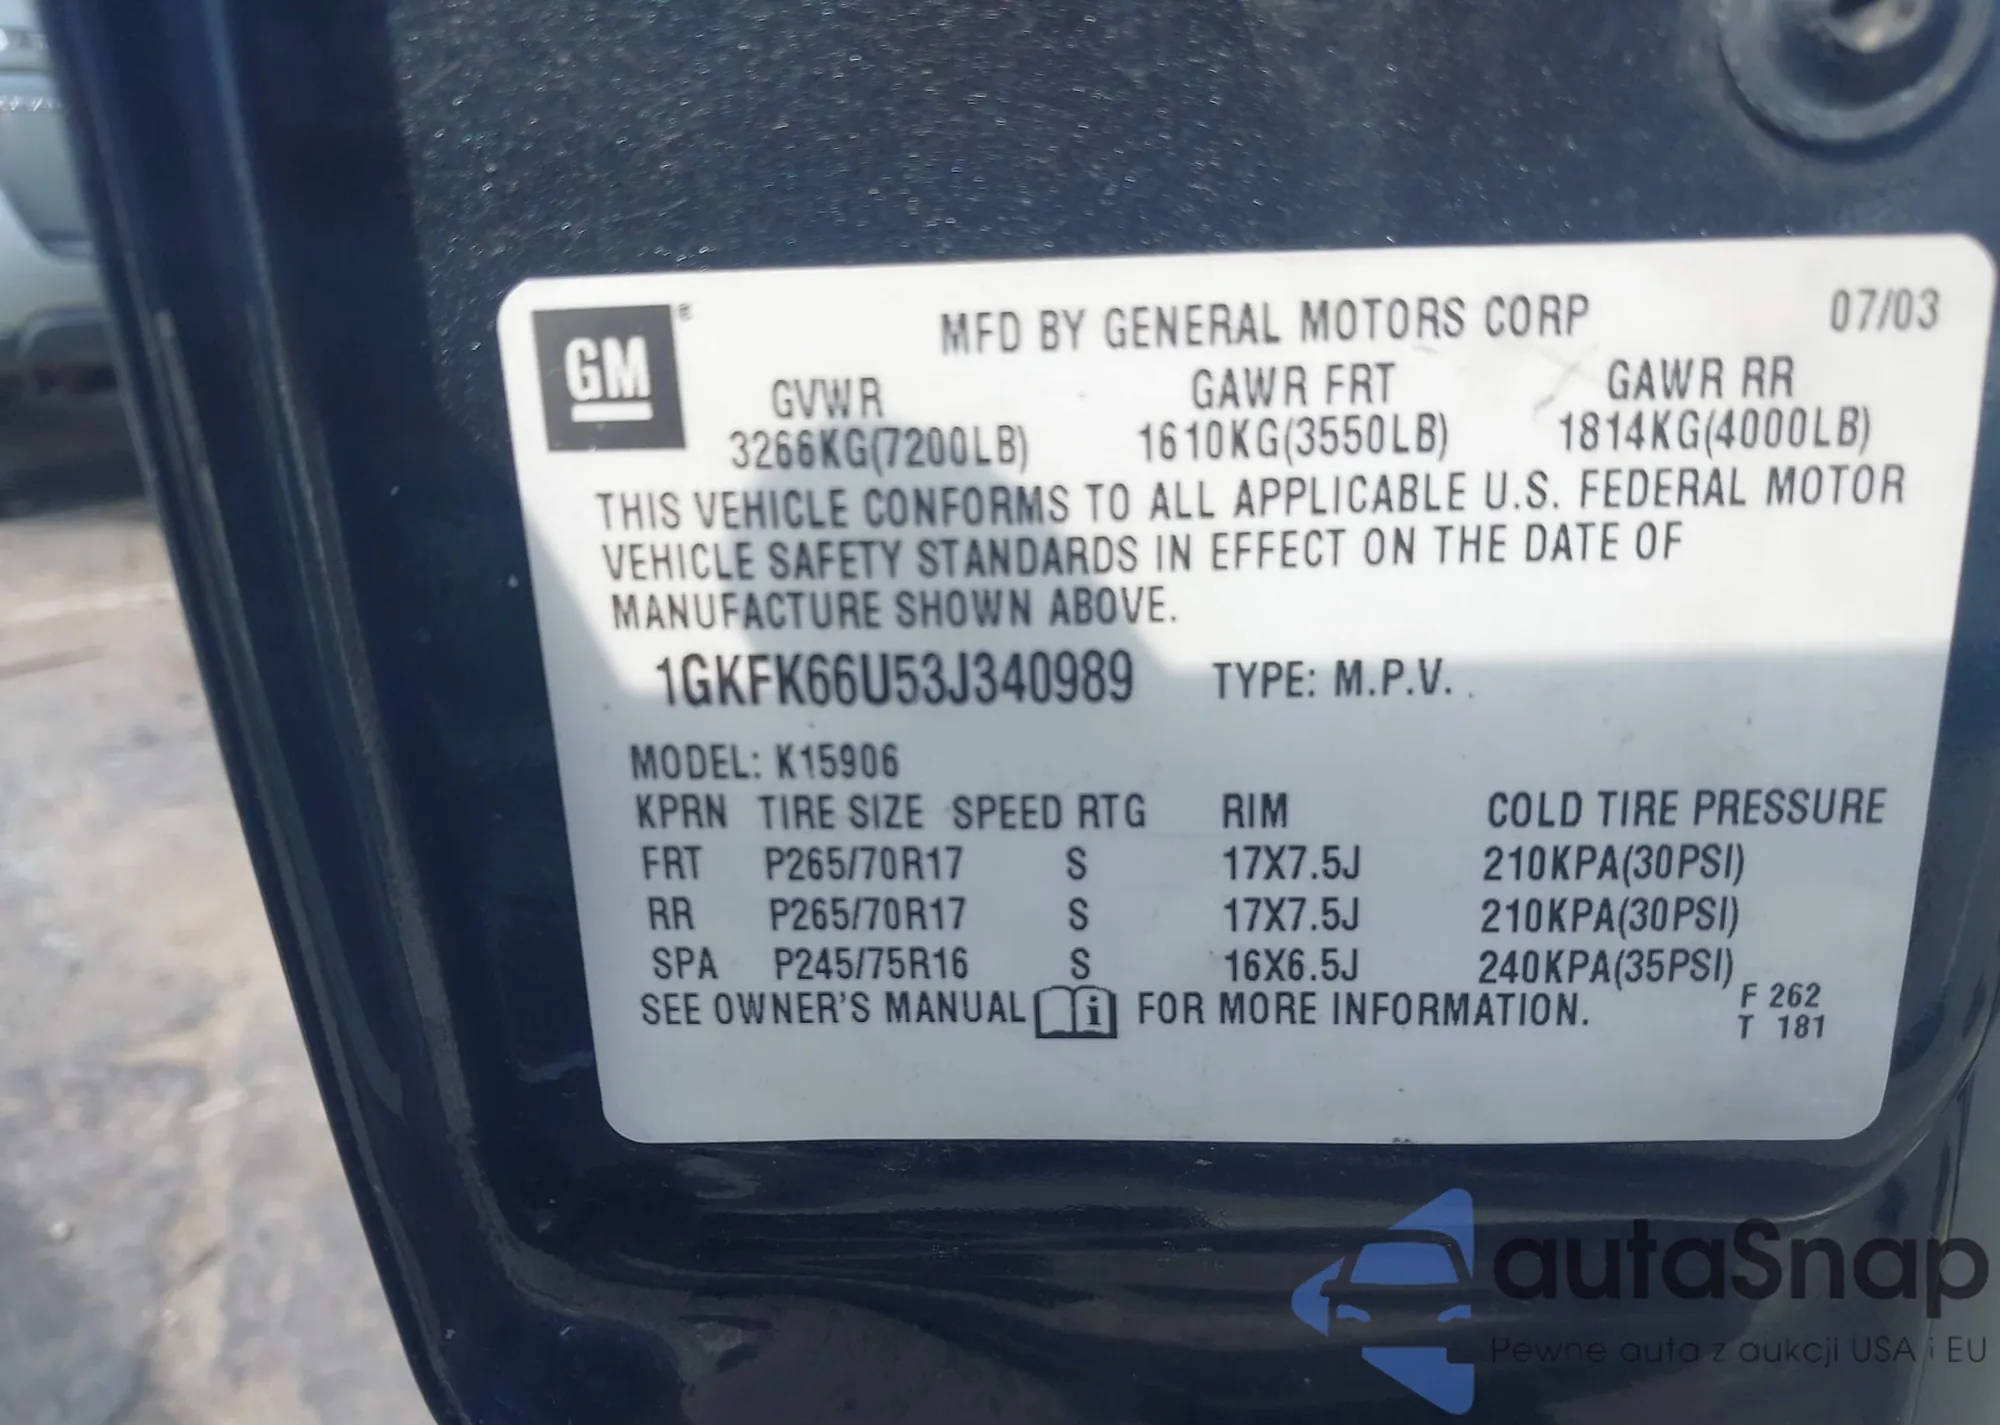 GM ®
MFD BY GENERAL MOTORS CORP 07/03
GVWR GAWR FRT GAWR RR
3266KG(7200LB) 1610KG(3550LB) 1814KG(4000LB)
THIS VEHICLE CONFORMS TO ALL APPLICABLE U.S. FEDERAL MOTOR
VEHICLE SAFETY STANDARDS IN EFFECT ON THE DATE OF
MANUFACTURE SHOWN ABOVE.
1GKFK66U53J340989 TYPE: M.P.V.
MODEL: K15906
KPRN TIRE SIZE SPEED RTG RIM COLD TIRE PRESSURE
FRT P265/70R17 S 17X7.5J 210KPA(30PSI)
RR P265/70R17 S 17X7.5J 210KPA(30PSI)
SPA P245/75R16 S 16X6.5J 240KPA(35PSI)
SEE OWNER'S MANUAL i FOR MORE INFORMATION.
F 262
T 181
autaSnap
Pewne auta z aukcji USA i EU